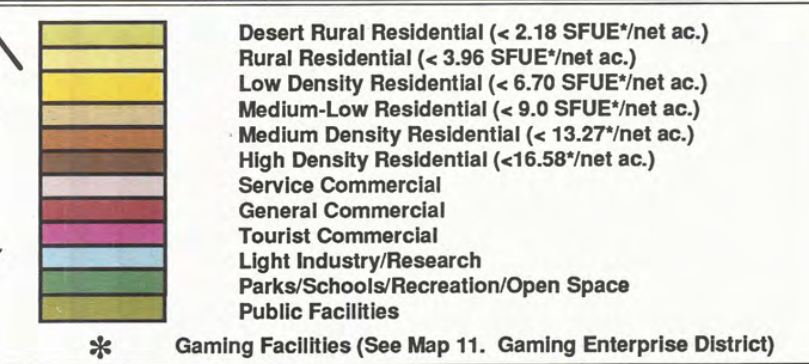 Desert Rural Residential (< 2.18 SFUE*/net ac.)
Rural Residential (< 3.96 SFUE*/net ac.)
Low Density Residential (< 6.70 SFUE*/net ac.)
Medium-Low Residential (< 9.0 SFUE*/net ac.)
Medium Density Residential (< 13.27*/net ac.)
High Density Residential (<16.58*/net ac.)
Service Commercial
General Commercial
Tourist Commercial
Light Industry/Research
Parks/Schools/Recreation/Open Space
Public Facilities
* Gaming Facilities (See Map 11. Gaming Enterprise District)